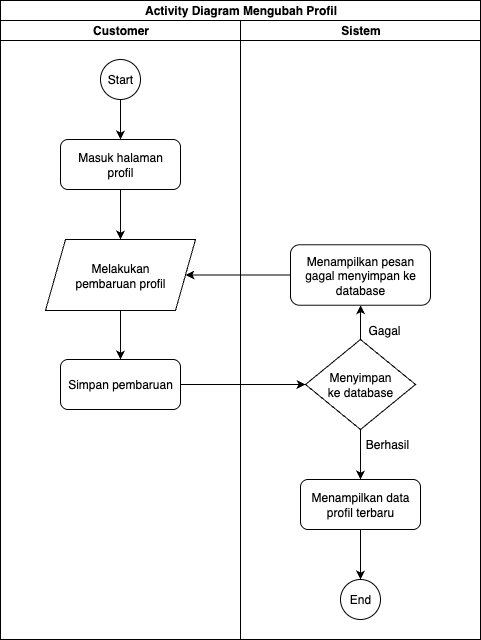 Activity Diagram Mengubah Profil
Customer
Sistem
Start
Masuk halaman
profil
Melakukan
pembaruan profil
Menampilkan pesan
gagal menyimpan ke
database
Gagal
Simpan pembaruan
Menyimpan
ke database
Berhasil
Menampilkan data
profil terbaru
End